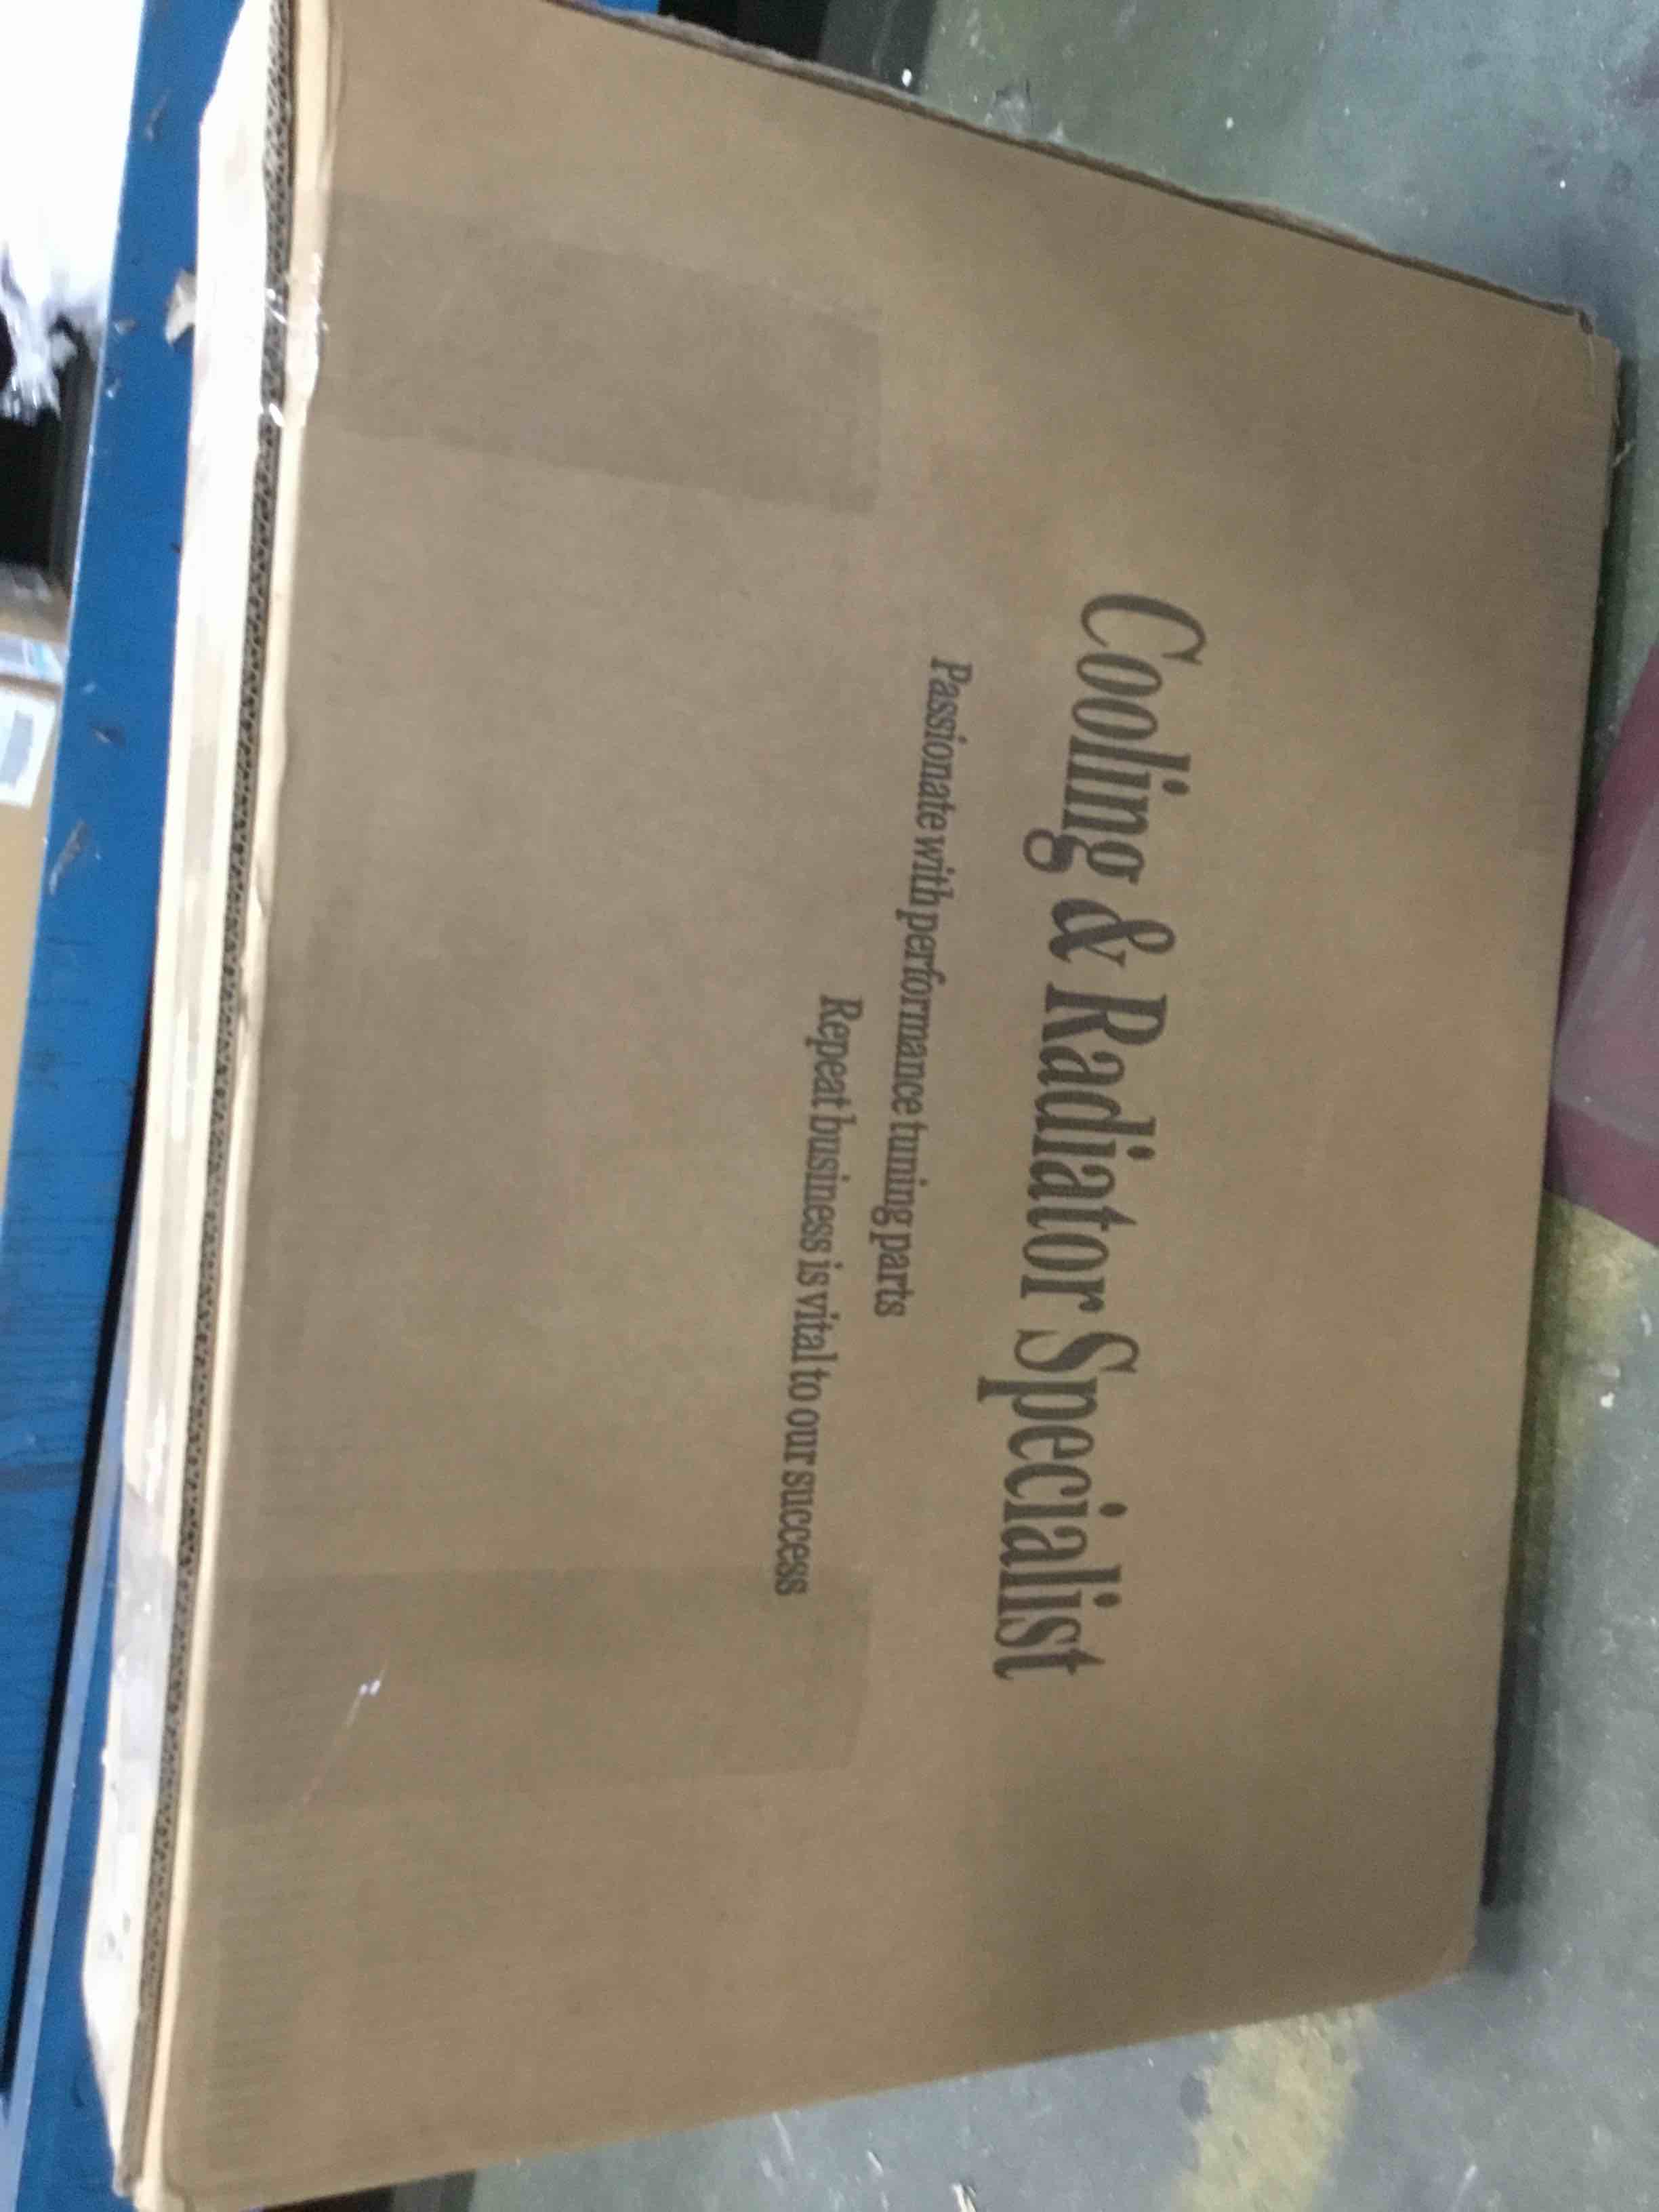 Cooling & Radiator Specialist
Passionate with performance tuning parts
Repeat business is vital to our success